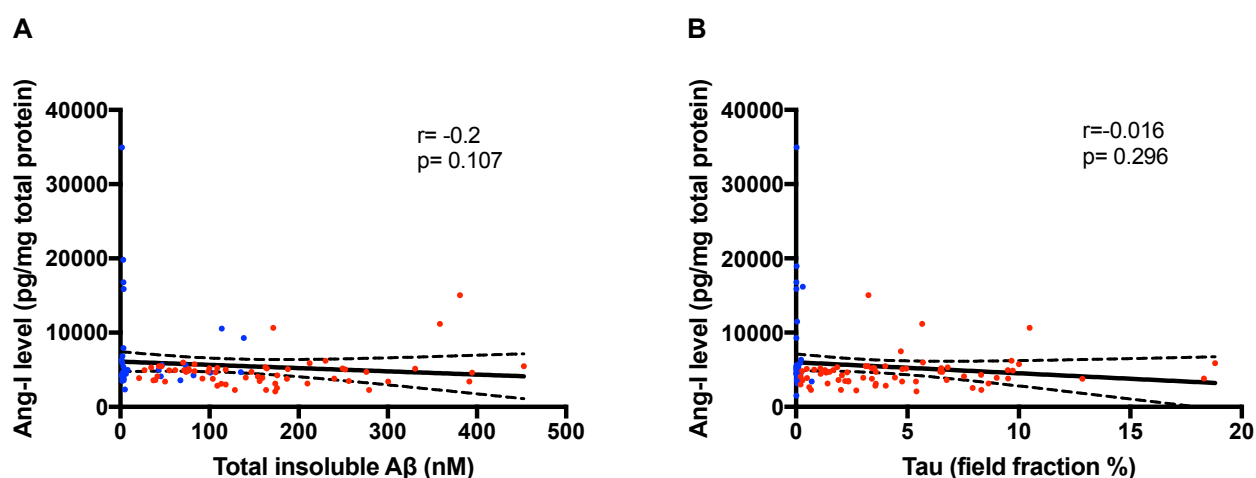 A
Ang-I level (pg/mg total protein)
40000
30000
20000
10000
0
r= -0.2
p= 0.107
0 100 200 300 400 500
Total insoluble Aβ (nM)
B
Ang-I level (pg/mg total protein)
40000
30000
20000
10000
0
r=-0.016
p= 0.296
0 5 10 15 20
Tau (field fraction %)